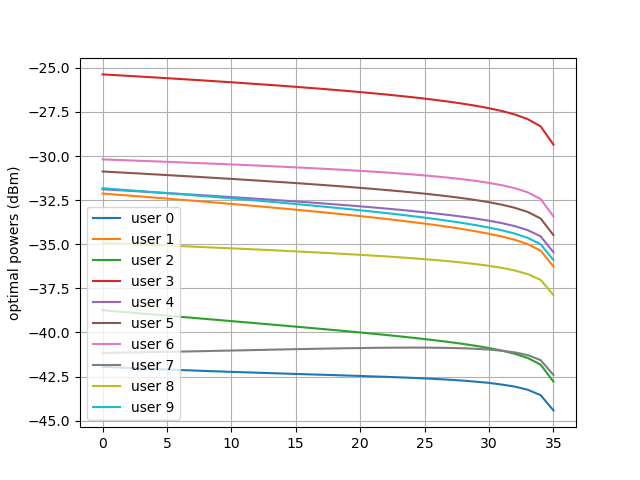 −25.0
−27.5
−30.0
−32.5
−35.0
−37.5
−40.0
−42.5
−45.0
optimal powers (dBm)
user 0
user 1
user 2
user 3
user 4
user 5
user 6
user 7
user 8
user 9
0 5 10 15 20 25 30 35